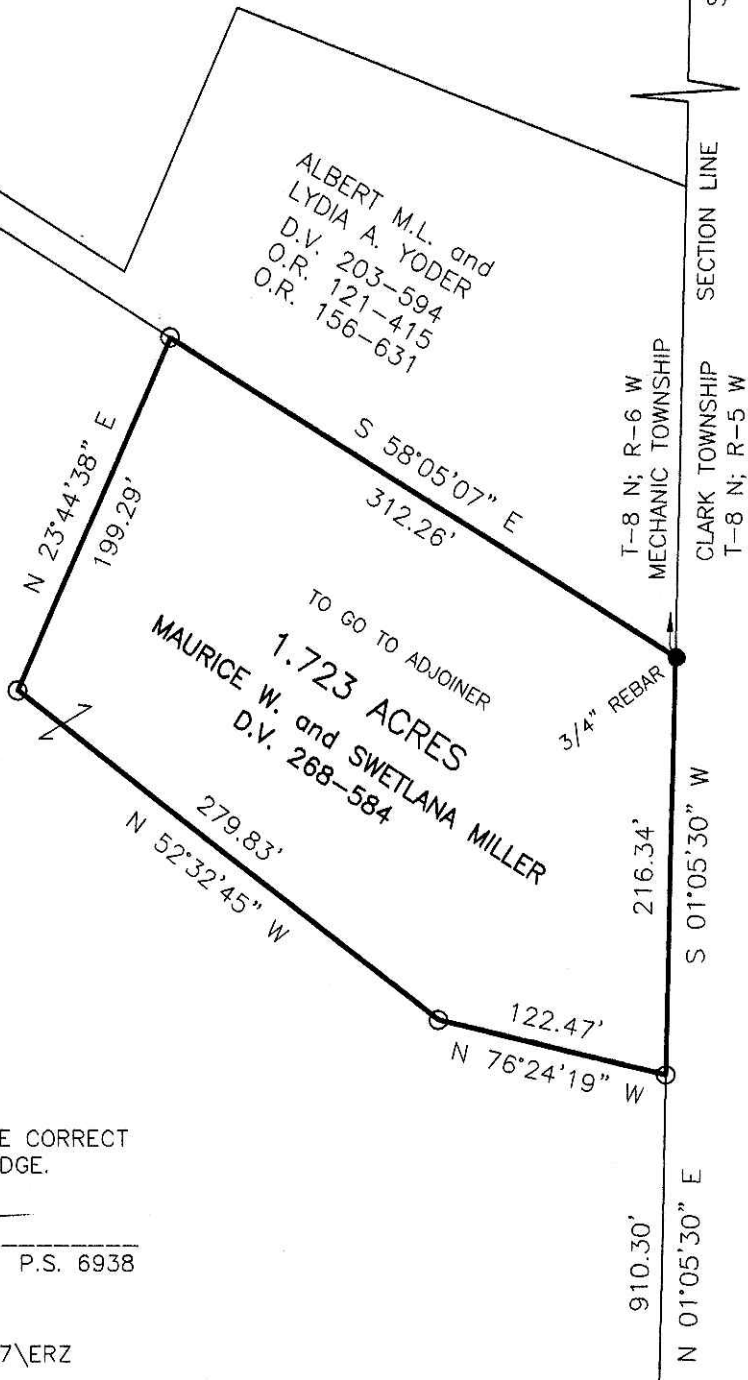 ALBERT M.L. and
LYDIA A. YODER
D.V. 203-594
O.R. 121-415
O.R. 156-631
SECTION LINE
T-8 N; R-6 W
MECHANIC TOWNSHIP
CLARK TOWNSHIP
T-8 N; R-5 W
S 58°05'07" E
312.26'
N 23°44'38" E
199.29'
TO GO TO ADJOINER
1.723 ACRES
MAURICE W. and SWETLANA MILLER
D.V. 268-584
3/4" REBAR
279.83'
N 52°32'45" W
216.34'
S 01°05'30" W
122.47'
N 76°24'19" W
E CORRECT
DGE.
P.S. 6938
910.30'
N 01°05'30" E
7\ERZ